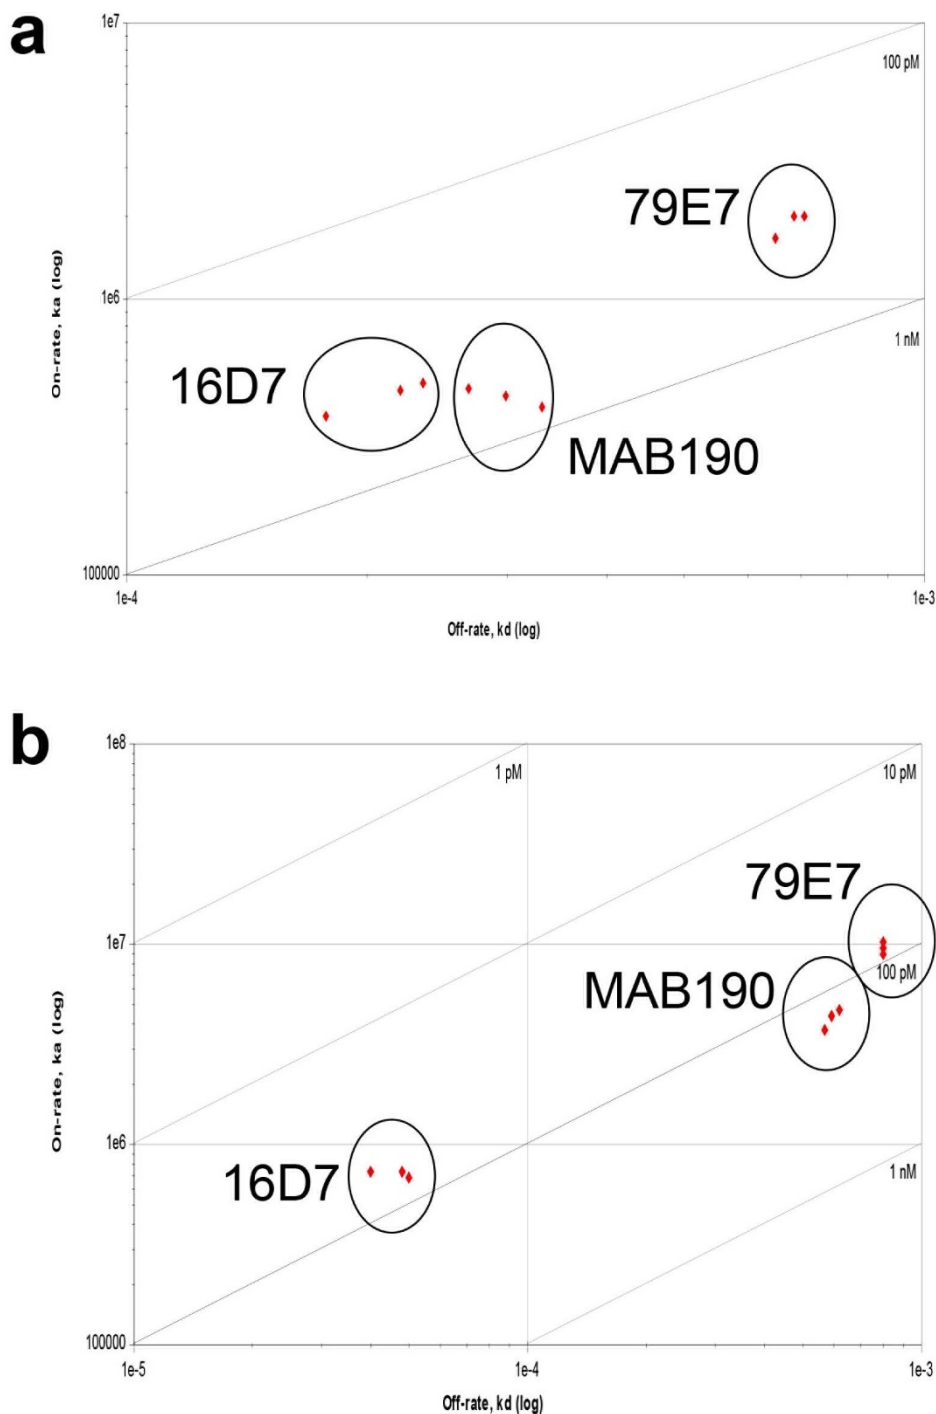 a
1e7
100 pM
79E7
On-rate, ka (log)
1e6
1 nM
16D7
MAB190
100000
1e-4
1e-3
Off-rate, kd (log)
b
1e8
1 pM
10 pM
79E7
1e7
100 pM
MAB190
On-rate, ka (log)
1e6
1 nM
16D7
100000
1e-5
1e-4
1e-3
Off-rate, kd (log)